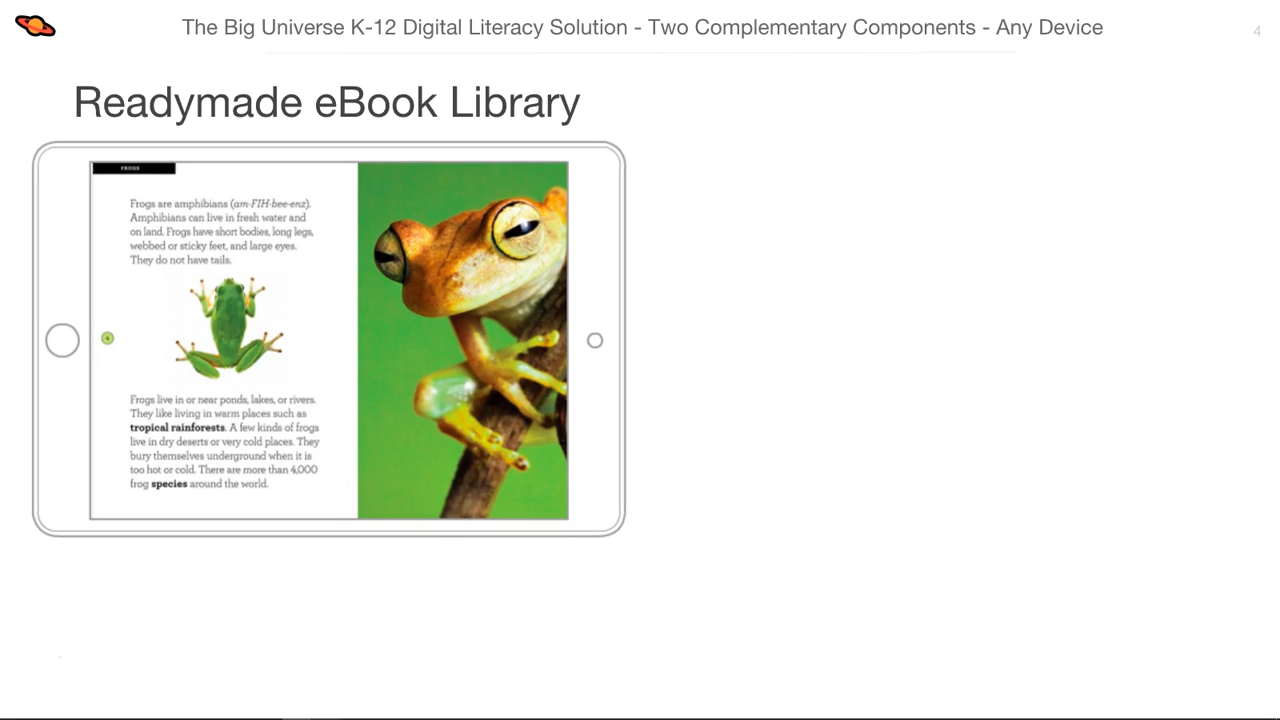 The Big Universe K-12 Digital Literacy Solution - Two Complementary Components - Any Device
4
Readymade eBook Library
FROGS
Frogs are amphibians (am-FIH-bee-enz).
Amphibians can live in fresh water and
on land. Frogs have short bodies, long legs,
webbed or sticky feet, and large eyes.
They do not have tails.
Frogs live in or near ponds, lakes, or rivers.
They like living in warm places such as
tropical rainforests. A few kinds of frogs
live in dry deserts or very cold places. They
bury themselves underground when it is
too hot or cold. There are more than 4,000
frog species around the world.